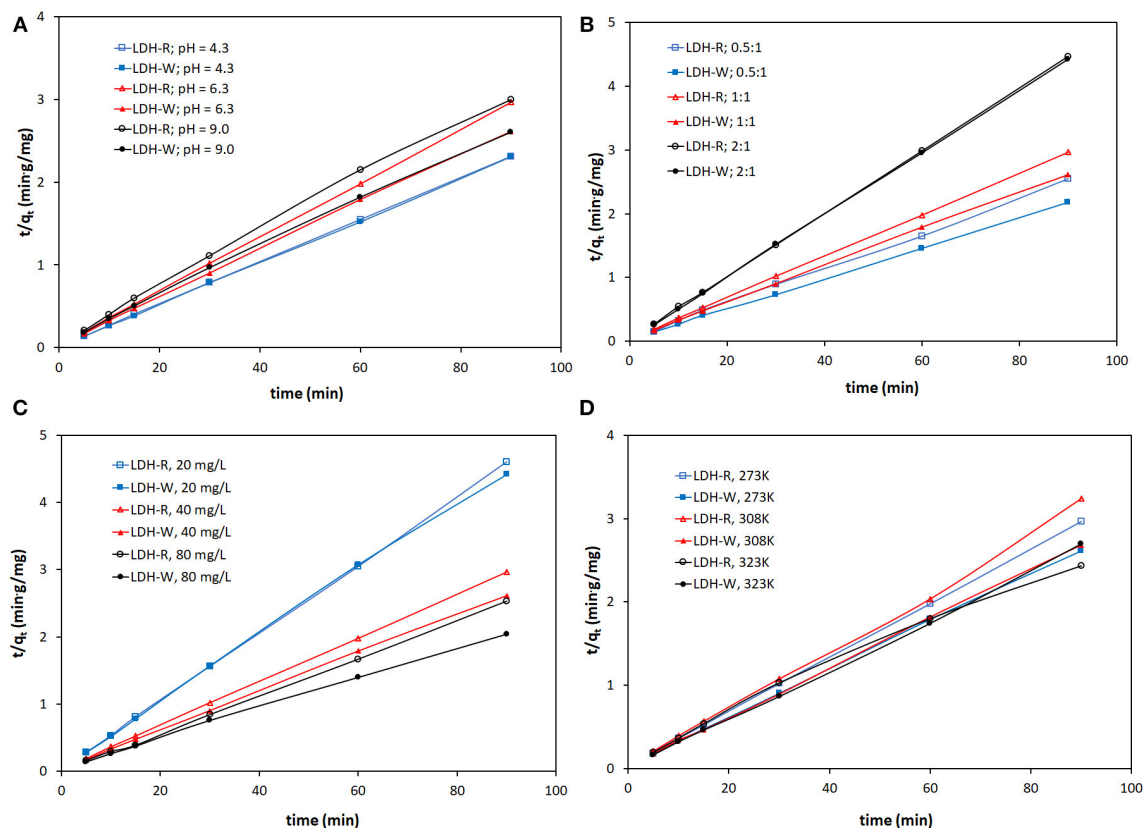 A
4
3
2
1
0
t/qt (min·g/mg)
LDH-R; pH = 4.3
LDH-W; pH = 4.3
LDH-R; pH = 6.3
LDH-W; pH = 6.3
LDH-R; pH = 9.0
LDH-W; pH = 9.0
0 20 40 60 80 100
time (min)
B
5
4
3
2
1
0
t/qt (min·g/mg)
LDH-R; 0.5:1
LDH-W; 0.5:1
LDH-R; 1:1
LDH-W; 1:1
LDH-R; 2:1
LDH-W; 2:1
0 20 40 60 80 100
time (min)
C
5
4
3
2
1
0
t/qt (min·g/mg)
LDH-R, 20 mg/L
LDH-W, 20 mg/L
LDH-R, 40 mg/L
LDH-W, 40 mg/L
LDH-R, 80 mg/L
LDH-W, 80 mg/L
0 20 40 60 80 100
time (min)
D
4
3
2
1
0
t/qt (min·g/mg)
LDH-R, 273K
LDH-W, 273K
LDH-R, 308K
LDH-W, 308K
LDH-R, 323K
LDH-W, 323K
0 20 40 60 80 100
time (min)